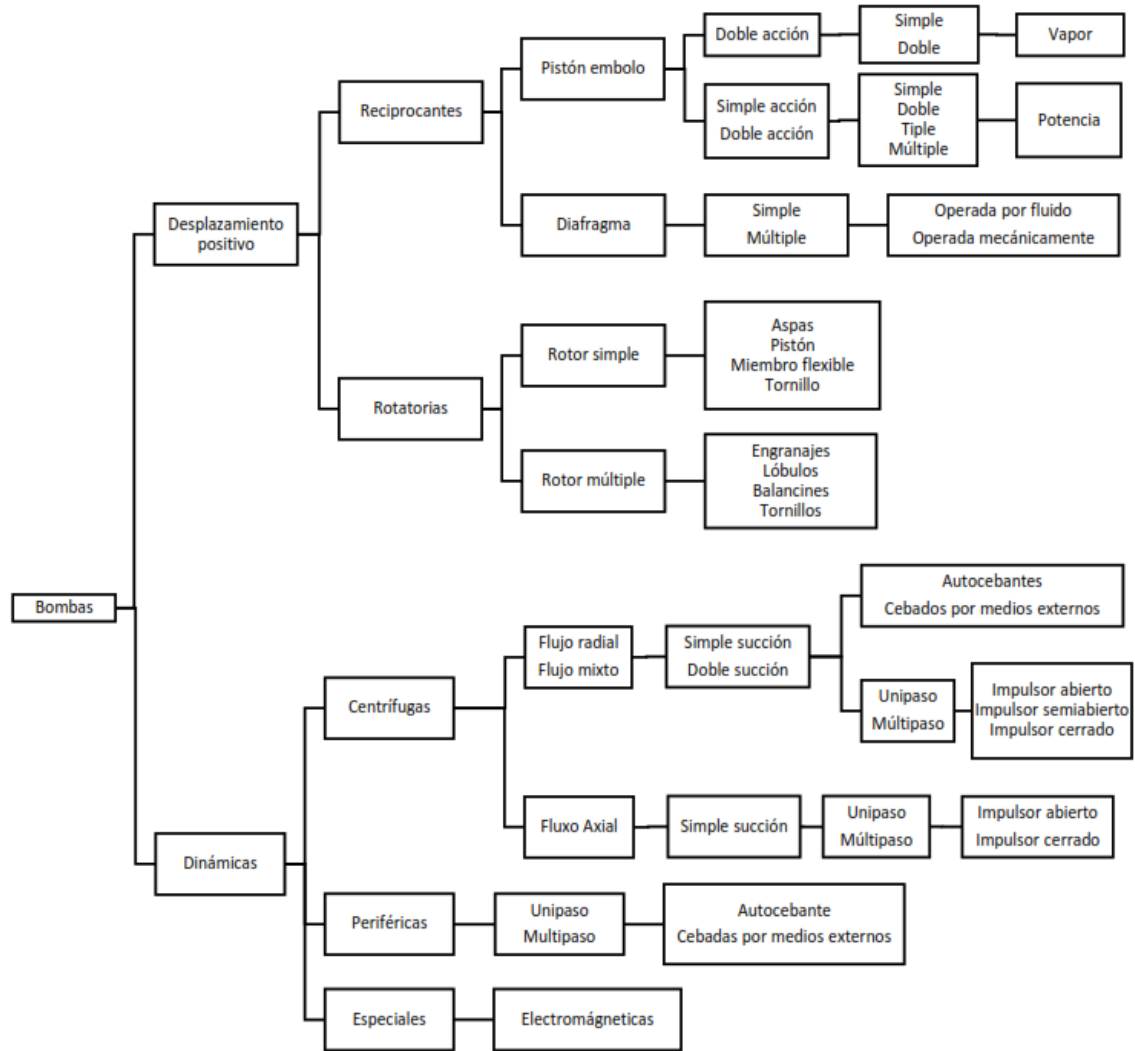 Bombas
Desplazamiento
positivo
Reciprocantes
Pistón embolo
Doble acción
Simple
Doble
Vapor
Simple acción
Doble acción
Simple
Doble
Tiple
Múltiple
Potencia
Diafragma
Simple
Múltiple
Operada por fluido
Operada mecánicamente
Rotatorias
Rotor simple
Aspas
Pistón
Miembro flexible
Tornillo
Rotor múltiple
Engranajes
Lóbulos
Balancines
Tornillos
Dinámicas
Centrífugas
Flujo radial
Flujo mixto
Simple succión
Doble succión
Autocebantes
Cebados por medios externos
Unipaso
Múltipaso
Impulsor abierto
Impulsor semiabierto
Impulsor cerrado
Fluxo Axial
Simple succión
Unipaso
Múltipaso
Impulsor abierto
Impulsor cerrado
Periféricas
Unipaso
Multipaso
Autocebante
Cebadas por medios externos
Especiales
Electromágneticas